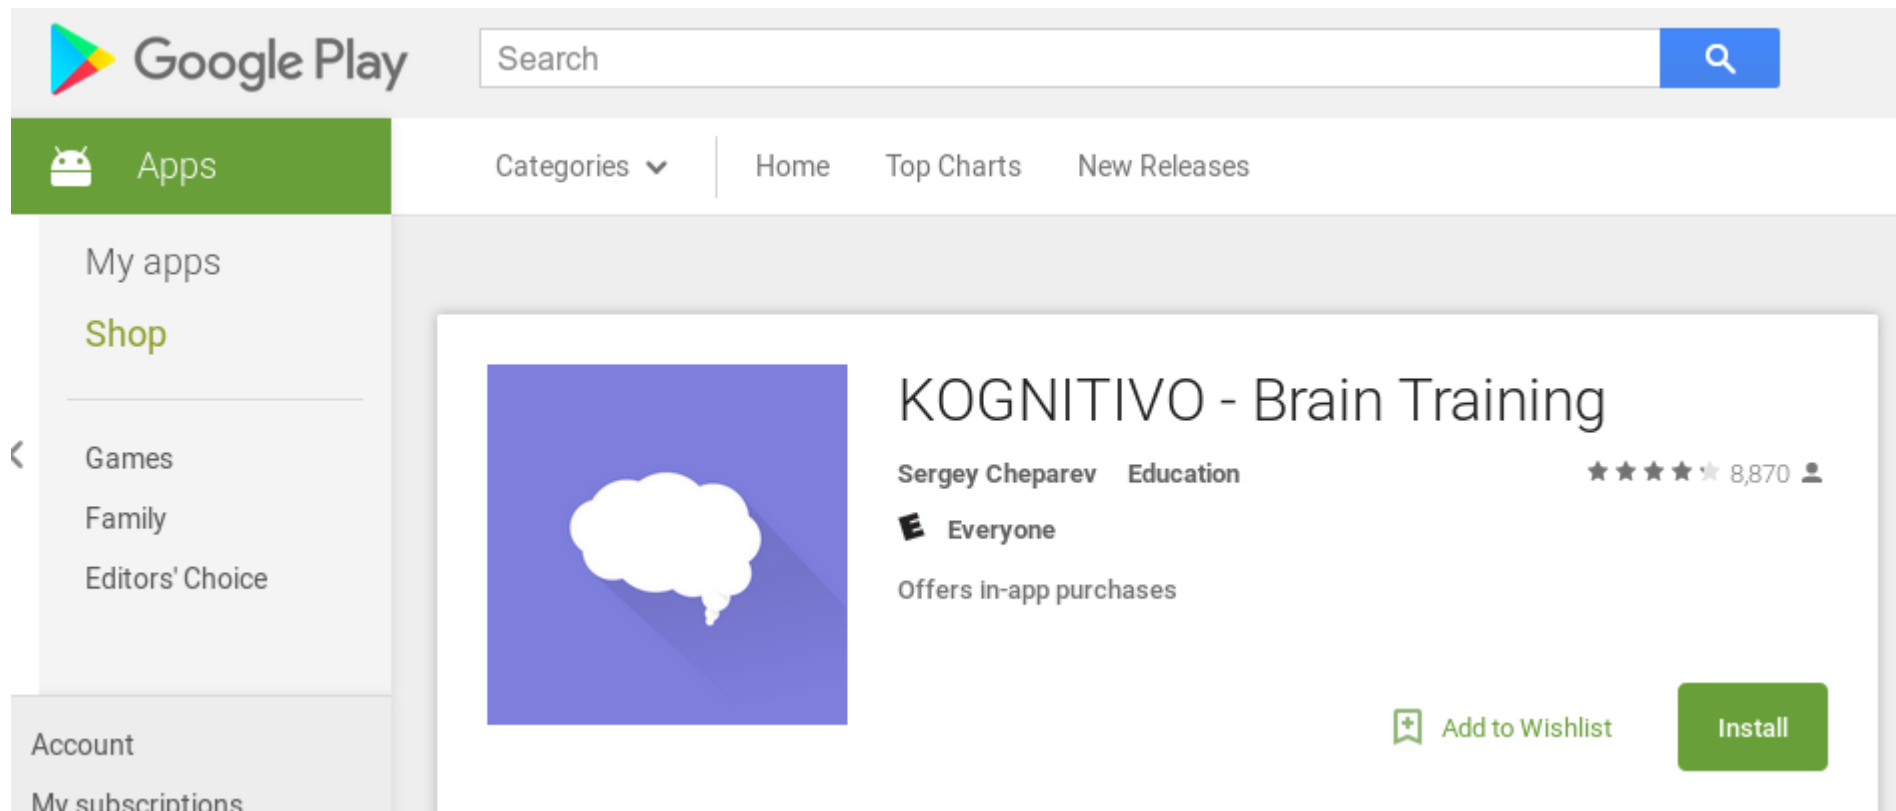 Google Play
Search
Apps
Categories
Home
Top Charts
New Releases
My apps
Shop
Games
Family
Editors' Choice
Account
My subscriptions
KOGNITIVO - Brain Training
Sergey Cheparev Education
8,870
E Everyone
Offers in-app purchases
Add to Wishlist
Install